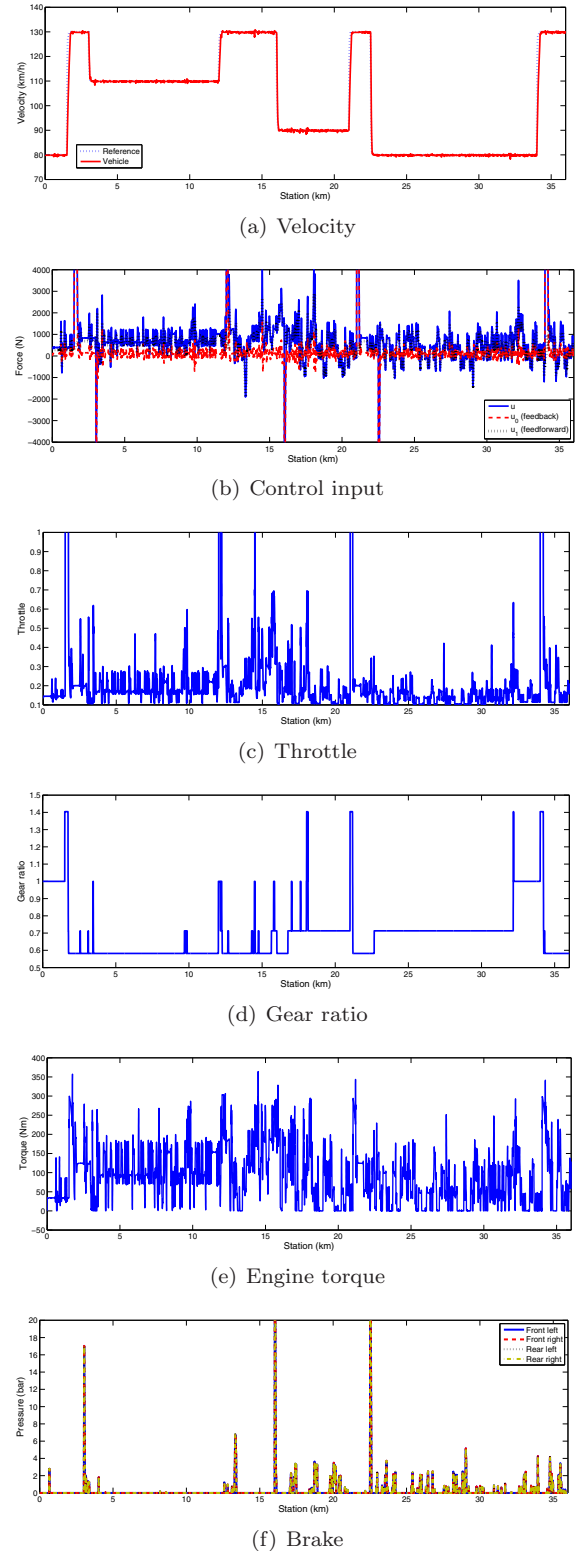 130
120
110
100
90
80
70
Velocity (km/h)
Reference
Vehicle
0 5 10 15 20 25 30 35
Station (km)
(a) Velocity
4000
3000
2000
1000
0
−1000
−2000
−3000
−4000
Force (N)
u
u0 (feedback)
u1 (feedforward)
0 5 10 15 20 25 30 35
Station (km)
(b) Control input
1
0.9
0.8
0.7
0.6
0.5
0.4
0.3
0.2
0.1
Throttle
0 5 10 15 20 25 30 35
Station (km)
(c) Throttle
1.5
1.4
1.3
1.2
1.1
1
0.9
0.8
0.7
0.6
0.5
Gear ratio
0 5 10 15 20 25 30 35
Station (km)
(d) Gear ratio
400
350
300
250
200
150
100
50
0
−50
Torque (Nm)
0 5 10 15 20 25 30 35
Station (km)
(e) Engine torque
20
18
16
14
12
10
8
6
4
2
0
Pressure (bar)
Front left
Front right
Rear left
Rear right
0 5 10 15 20 25 30 35
Station (km)
(f) Brake